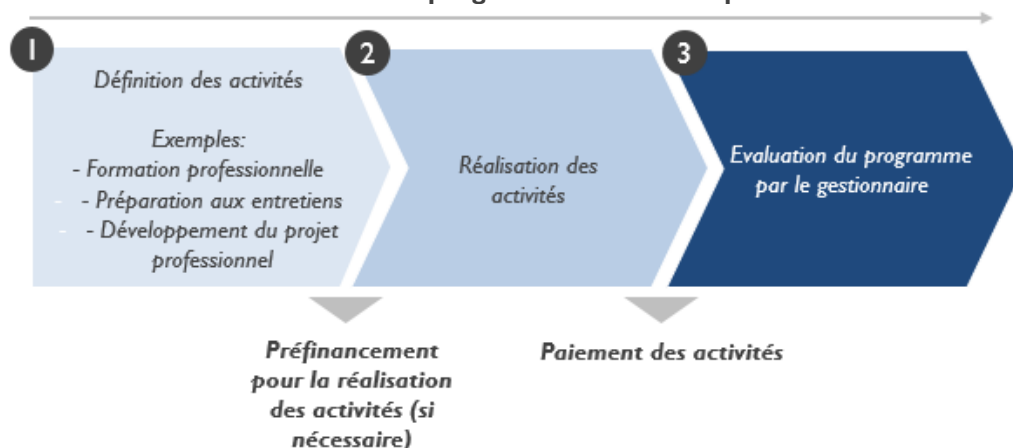 1
Définition des activités
Exemples:
- Formation professionnelle
- - Préparation aux entretiens
- - Développement du projet
professionnel
2
Réalisation des
activités
3
Evaluation du programme
par le gestionnaire
Préfinancement
pour la réalisation
des activités (si
nécessaire)
Paiement des activités